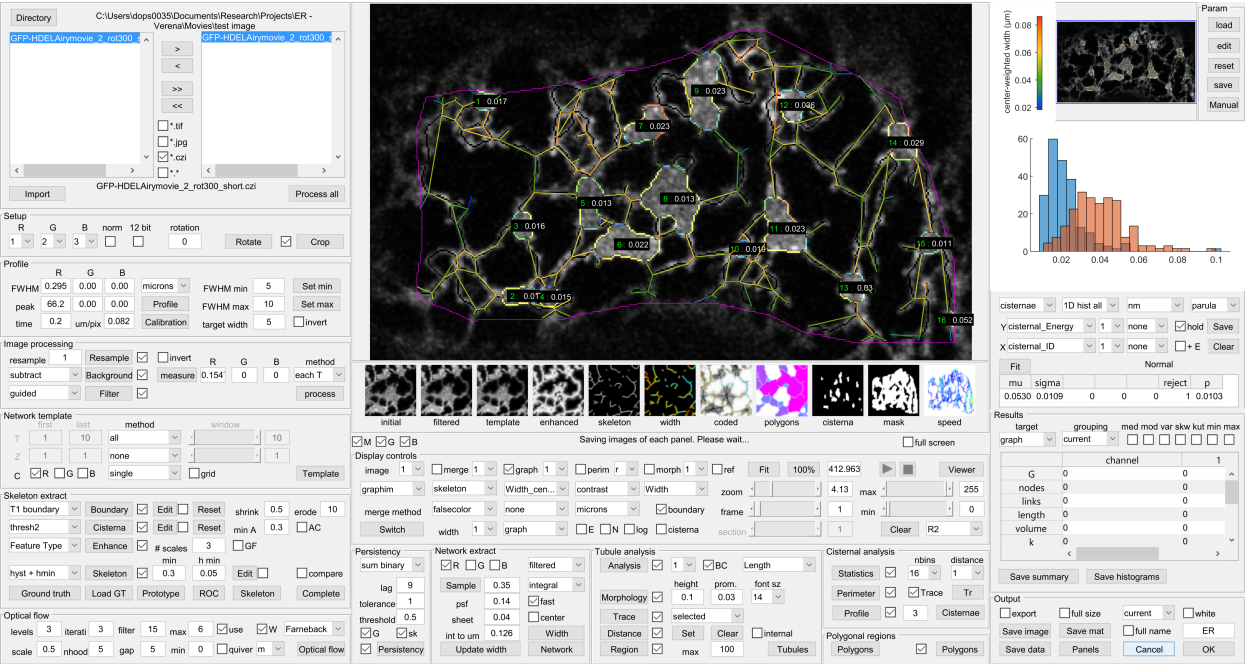 Directory
C:\Users\dops0035\Documents\Research\Projects\ER -
Verena\Movies\test image
GFP-HDELAirymovie_2_rot300_s
>
<
>>
<<
*.tif
*.jpg
*.czi
*.*
GFP-HDELAirymovie_2_rot300_s
GFP-HDELAirymovie_2_rot300_short.czi
Import
Process all
Setup
R G B norm 12 bit rotation
1 2 3 0 Rotate Crop
Profile
R G B
FWHM 0.295 0.00 0.00 microns FWHM min 5 Set min
peak 66.2 0.00 0.00 Profile FWHM max 10 Set max
time 0.2 um/pix 0.082 Calibration target width 5 invert
Image processing
resample 1 Resample invert R G B method
subtract Background measure 0.154 0 0 each T
guided Filter process
Network template
first last method window
T 1 10 all 10
Z 1 1 none 1
C R G B single grid Template
Skeleton extract
T1 boundary Boundary Edit Reset shrink 0.5 erode 10
thresh2 Cisterna Edit Reset min A 0.3 AC
Feature Type Enhance # scales 3 GF
min h min
hyst + hmin Skeleton 0.3 0.05 Edit compare
Ground truth Load GT Prototype ROC Skeleton Complete
Optical flow
levels 3 iterati 3 filter 15 max 6 use W Farneback
scale 0.5 nhood 5 gap 5 min 0 quiver m Optical flow
1 : 0.017
9 : 0.023
12 : 0.036
7 : 0.023
14 : 0.029
8 : 0.013
5 : 0.013
3 : 0.016
11 : 0.023
6 : 0.022
10 : 0.019
15 : 0.011
13 : 0.03
4 : 0.015
16 : 0.052
initial filtered template enhanced skeleton width coded polygons cisterna mask speed
M G B Saving images of each panel. Please wait... full screen
Display controls
image 1 merge 1 graph 1 perim r morph 1 ref Fit 100% 412.963 Viewer
graphim skeleton Width_cen... contrast Width zoom 4.13 max 255
merge method falsecolor none microns boundary frame 1 min 0
Switch width 1 graph E N log cisterna section 1 Clear R2
Persistency
sum binary
lag 9
tolerance 1
threshold 0.5
G sk
Persistency
Network extract
R G B filtered
Sample 0.35 integral
psf 0.14 fast
sheet 0.04 center
int to um 0.126 Width
Update width Network
Tubule analysis
Analysis 1 BC Length
height prom. font sz
Morphology 0.1 0.03 14
Trace selected
Distance Set Clear internal
Region max 100 Tubules
Cisternal analysis
nbins distance
Statistics 16 1
Perimeter Trace Tr
Profile 3 Cisternae
Polygonal regions
Polygons Polygons
center-weighted width (µm)
0.08
0.06
0.04
0.02
Param
load
edit
reset
save
Manual
60
40
20
0
0.02 0.04 0.06 0.08 0.1
cisternae 1D hist all nm parula
Y cisternal_Energy 1 none hold Save
X cisternal_ID 1 none + E Clear
Fit Normal
mu sigma 0 0 0 reject p
0.0530 0.0109 0 0 0 1 0.0103
Results
target grouping
graph current med mod var skw kut min max
channel 1
G 0 0
nodes 0 0
links 0 0
length 0 0
volume 0 0
k 0 0
Save summary Save histograms
Output
export full size current white
Save image Save mat full name ER
Save data Panels Cancel OK